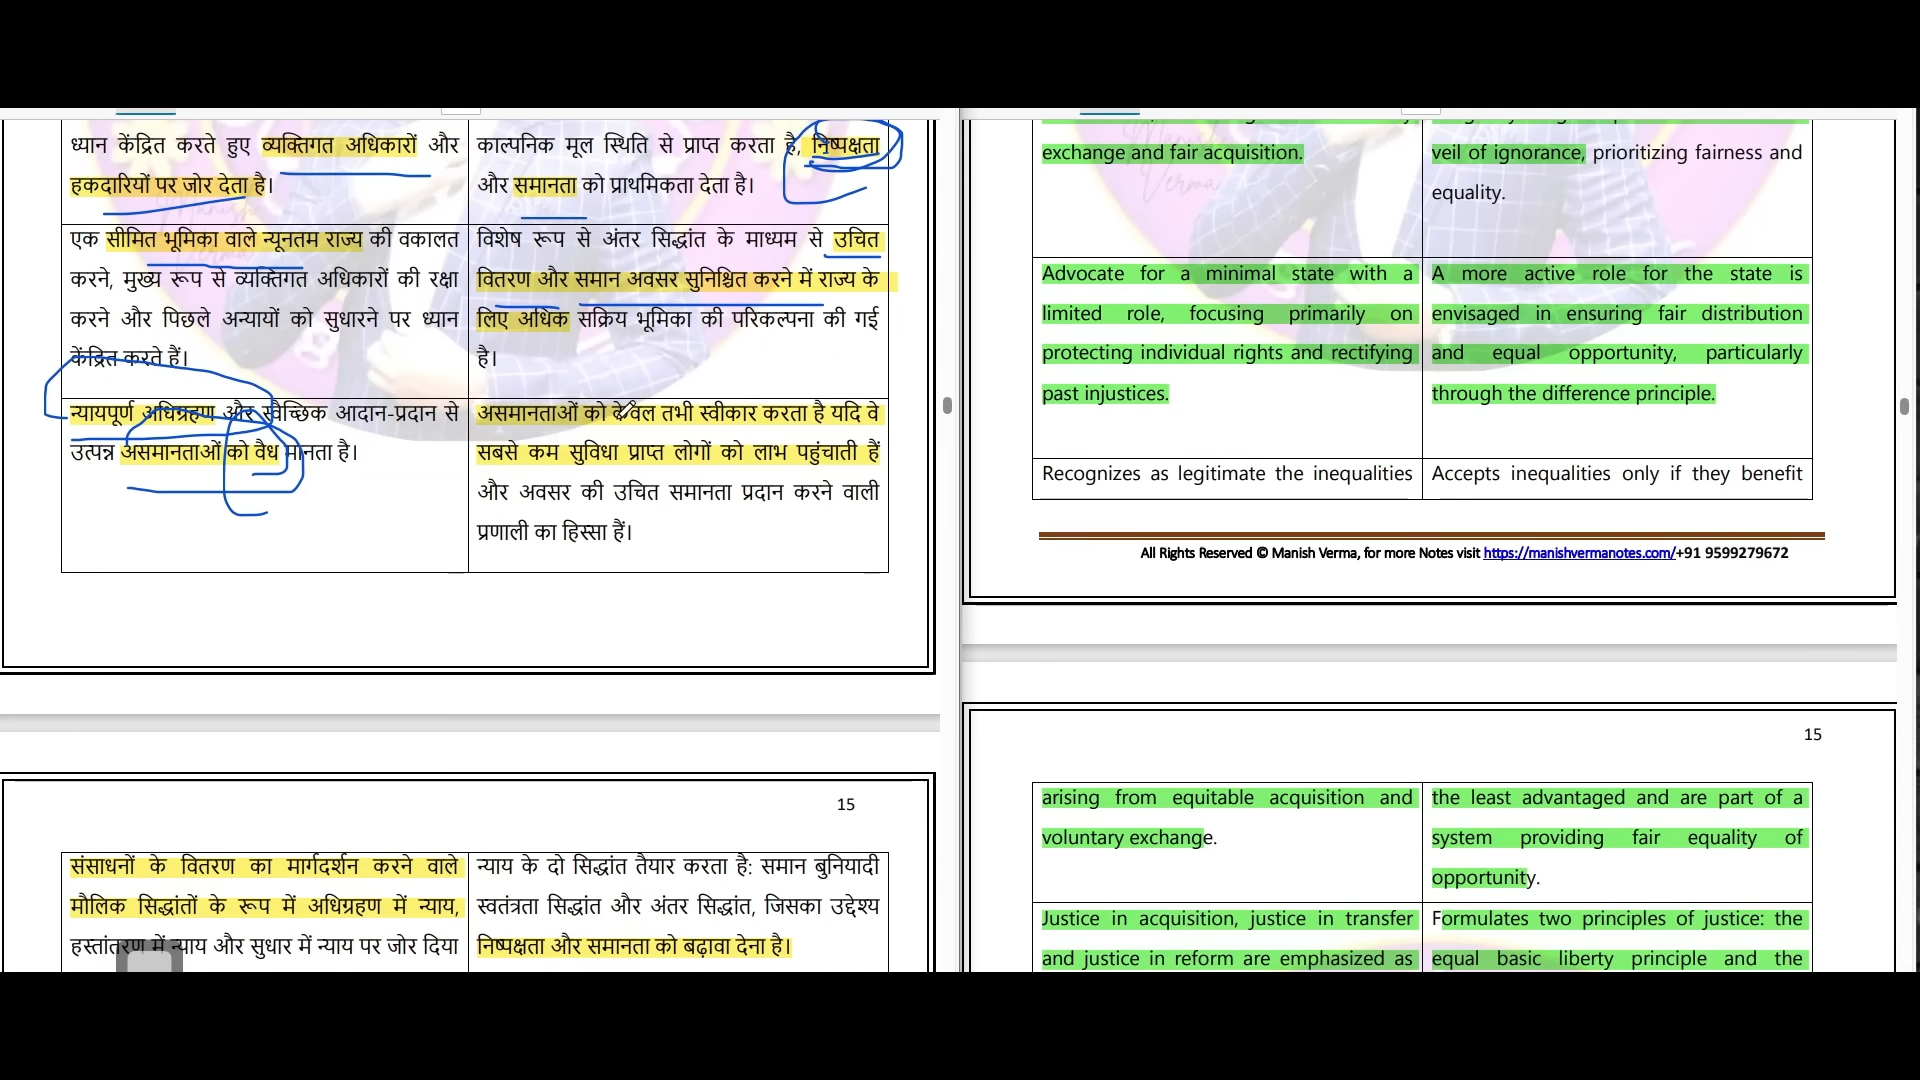 ध्यान केंद्रित करते हुए व्यक्तिगत अधिकारों और
हकदारियों पर जोर देता है।
काल्पनिक मूल स्थिति से प्राप्त करता है, निष्पक्षता
और समानता को प्राथमिकता देता है।
एक सीमित भूमिका वाले न्यूनतम राज्य की वकालत
करने, मुख्य रूप से व्यक्तिगत अधिकारों की रक्षा
करने और पिछले अन्यायों को सुधारने पर ध्यान
केंद्रित करते हैं।
विशेष रूप से अंतर सिद्धांत के माध्यम से उचित
वितरण और समान अवसर सुनिश्चित करने में राज्य के
लिए अधिक सक्रिय भूमिका की परिकल्पना की गई
है।
न्यायपूर्ण अधिग्रहण और स्वैच्छिक आदान-प्रदान से
उत्पन्न असमानताओं को वैध मानता है।
असमानताओं को केवल तभी स्वीकार करता है यदि वे
सबसे कम सुविधा प्राप्त लोगों को लाभ पहुंचाती हैं
और अवसर की उचित समानता प्रदान करने वाली
प्रणाली का हिस्सा हैं।
15
संसाधनों के वितरण का मार्गदर्शन करने वाले
मौलिक सिद्धांतों के रूप में अधिग्रहण में न्याय,
हस्तांतरण में न्याय और सुधार में न्याय पर जोर दिया
न्याय के दो सिद्धांत तैयार करता है: समान बुनियादी
स्वतंत्रता सिद्धांत और अंतर सिद्धांत, जिसका उद्देश्य
निष्पक्षता और समानता को बढ़ावा देना है।
exchange and fair acquisition.
veil of ignorance, prioritizing fairness and
equality.
Advocate for a minimal state with a
limited role, focusing primarily on
protecting individual rights and rectifying
past injustices.
A more active role for the state is
envisaged in ensuring fair distribution
and equal opportunity, particularly
through the difference principle.
Recognizes as legitimate the inequalities
Accepts inequalities only if they benefit
All Rights Reserved © Manish Verma, for more Notes visit https://manishvermanotes.com/+91 9599279672
15
arising from equitable acquisition and
voluntary exchange.
the least advantaged and are part of a
system providing fair equality of
opportunity.
Justice in acquisition, justice in transfer
and justice in reform are emphasized as
Formulates two principles of justice: the
equal basic liberty principle and the